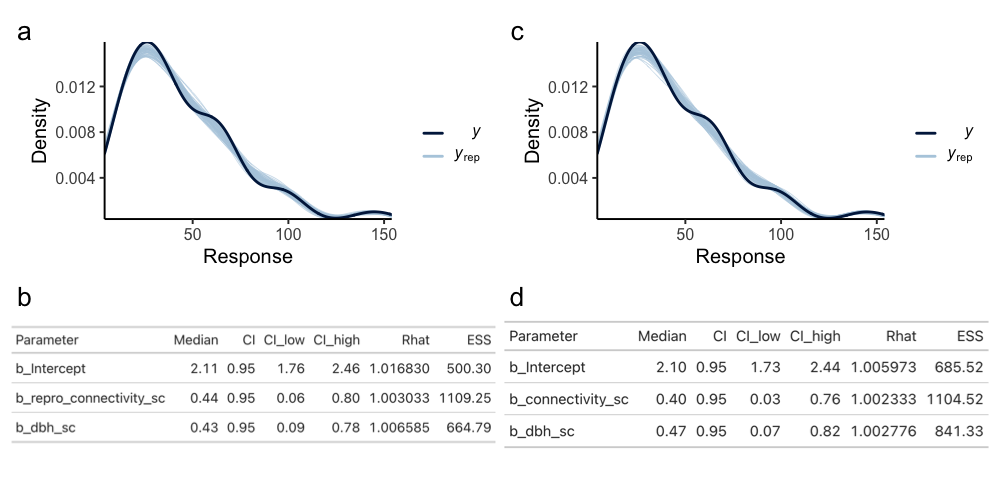 a
0.012
0.008
0.004
Density
50 100 150
Response
y
yrep
c
0.012
0.008
0.004
Density
50 100 150
Response
y
yrep
b
Parameter Median CI CI_low CI_high Rhat ESS
b_Intercept 2.11 0.95 1.76 2.46 1.016830 500.30
b_repro_connectivity_sc 0.44 0.95 0.06 0.80 1.003033 1109.25
b_dbh_sc 0.43 0.95 0.09 0.78 1.006585 664.79
d
Parameter Median CI CI_low CI_high Rhat ESS
b_Intercept 2.10 0.95 1.73 2.44 1.005973 685.52
b_connectivity_sc 0.40 0.95 0.03 0.76 1.002333 1104.52
b_dbh_sc 0.47 0.95 0.07 0.82 1.002776 841.33